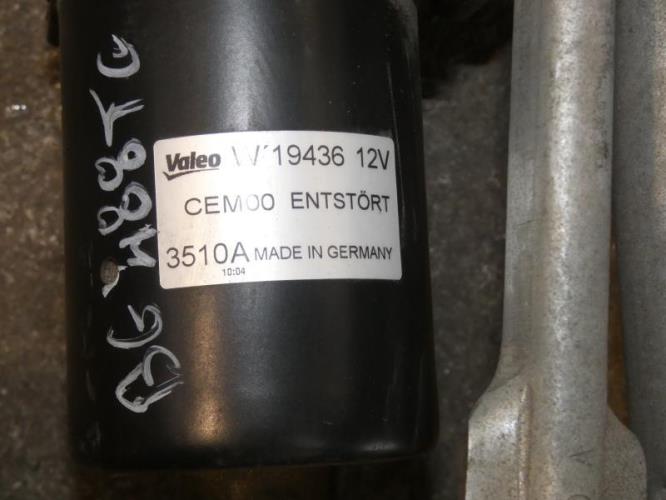 Valeo W'19436 12V
CEM00 ENTSTÖRT
3510A MADE IN GERMANY
10:04